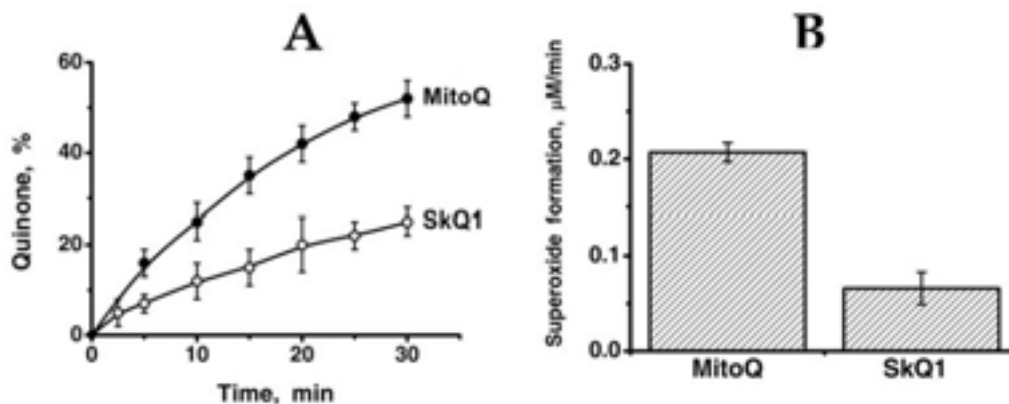 A
60
40
20
0
Quinone, %
MitoQ
SkQ1
0 10 20 30
Time, min
B
0.3
0.2
0.1
0.0
Superoxide formation, μM/min
MitoQ SkQ1